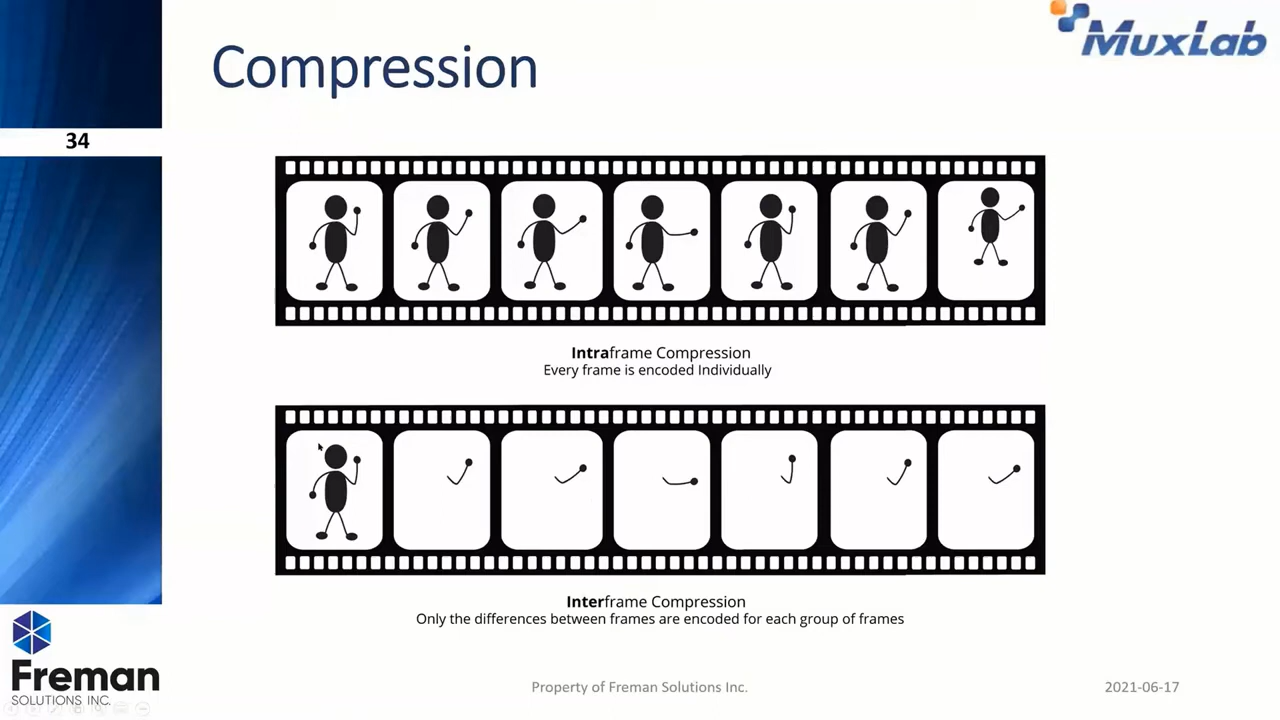 MuxLab
Compression
34
Intraframe Compression
Every frame is encoded Individually
Interframe Compression
Only the differences between frames are encoded for each group of frames
Freman
SOLUTIONS INC.
Property of Freman Solutions Inc.
2021-06-17